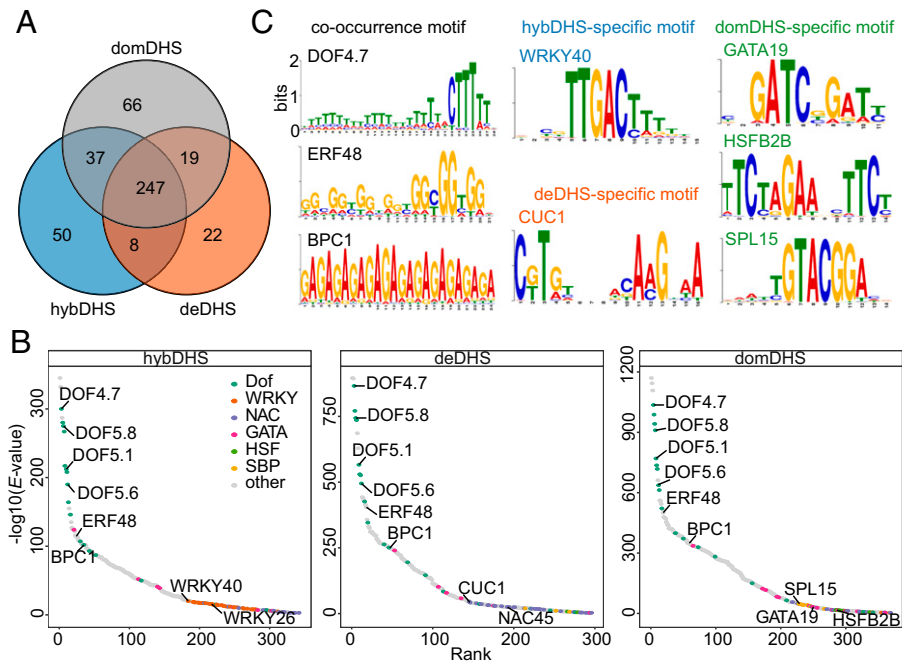 A
domDHS
66
37
19
247
50
8
22
hybDHS
deDHS
C
co-occurrence motif
hybDHS-specific motif
domDHS-specific motif
DOF4.7
WRKY40
GATA19
2
1
0
bits
ERF48
HSFB2B
deDHS-specific motif
CUC1
BPC1
SPL15
B
hybDHS
deDHS
domDHS
-log10(E-value)
300
200
100
0
DOF4.7
DOF5.8
DOF5.1
DOF5.6
ERF48
BPC1
WRKY40
WRKY26
Dof
WRKY
NAC
GATA
HSF
SBP
other
0
100
200
300
750
500
250
0
DOF4.7
DOF5.8
DOF5.1
DOF5.6
ERF48
BPC1
CUC1
NAC45
0
100
200
300
1200
900
600
300
0
DOF4.7
DOF5.8
DOF5.1
DOF5.6
ERF48
BPC1
SPL15
GATA19
HSFB2B
0
100
200
300
Rank